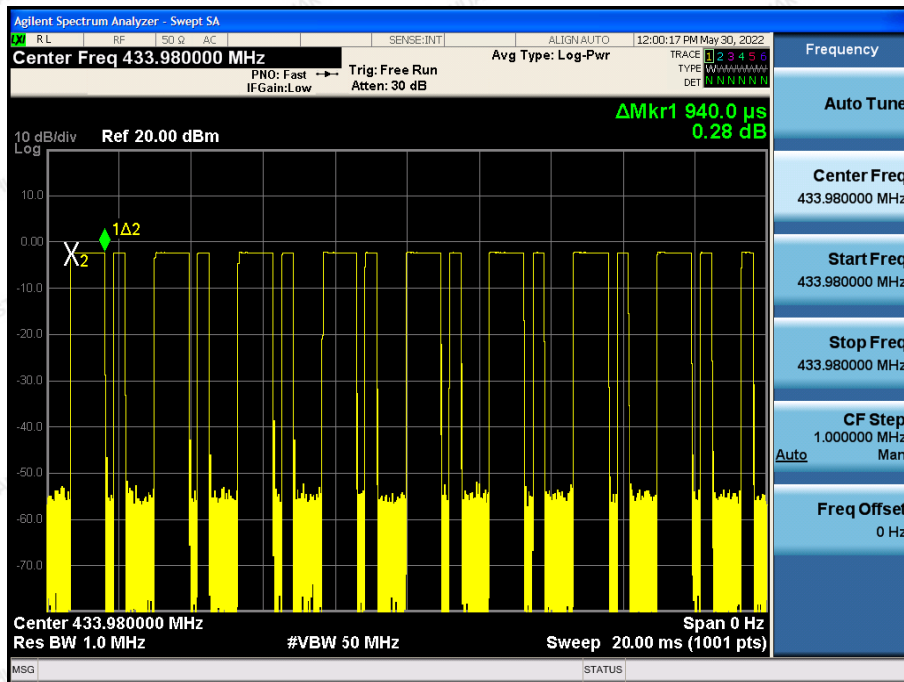 Agilent Spectrum Analyzer - Swept SA
LXI RL RF 50 Ω AC SENSE:INT ALIGN AUTO 12:00:17 PM May 30, 2022
Center Freq 433.980000 MHz
PNO: Fast
IFGain:Low
Trig: Free Run
Atten: 30 dB
Avg Type: Log-Pwr
TRACE 1 2 3 4 5 6
TYPE WWWWWW
DET N N N N N N
ΔMkr1 940.0 µs
0.28 dB
10 dB/div Ref 20.00 dBm
Log
10.0
0.00
-10.0
-20.0
-30.0
-40.0
-50.0
-60.0
-70.0
1Δ2
X2
Center 433.980000 MHz Span 0 Hz
Res BW 1.0 MHz #VBW 50 MHz Sweep 20.00 ms (1001 pts)
MSG STATUS
Frequency
Auto Tune
Center Freq
433.980000 MHz
Start Freq
433.980000 MHz
Stop Freq
433.980000 MHz
CF Step
1.000000 MHz
Auto Man
Freq Offset
0 Hz